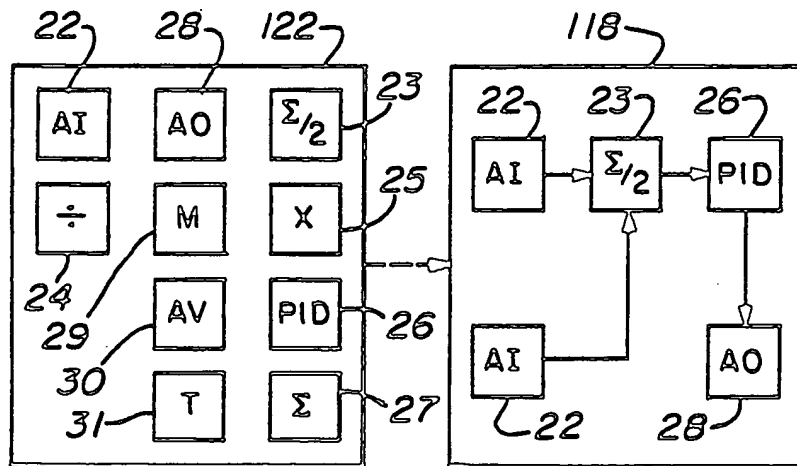 22 28 122 118
AI AO Σ/2 23
÷ M X 25
24
29
AV PID 26
30
T Σ 27
31
22 23 26
AI Σ/2 PID
AI AO
22 28